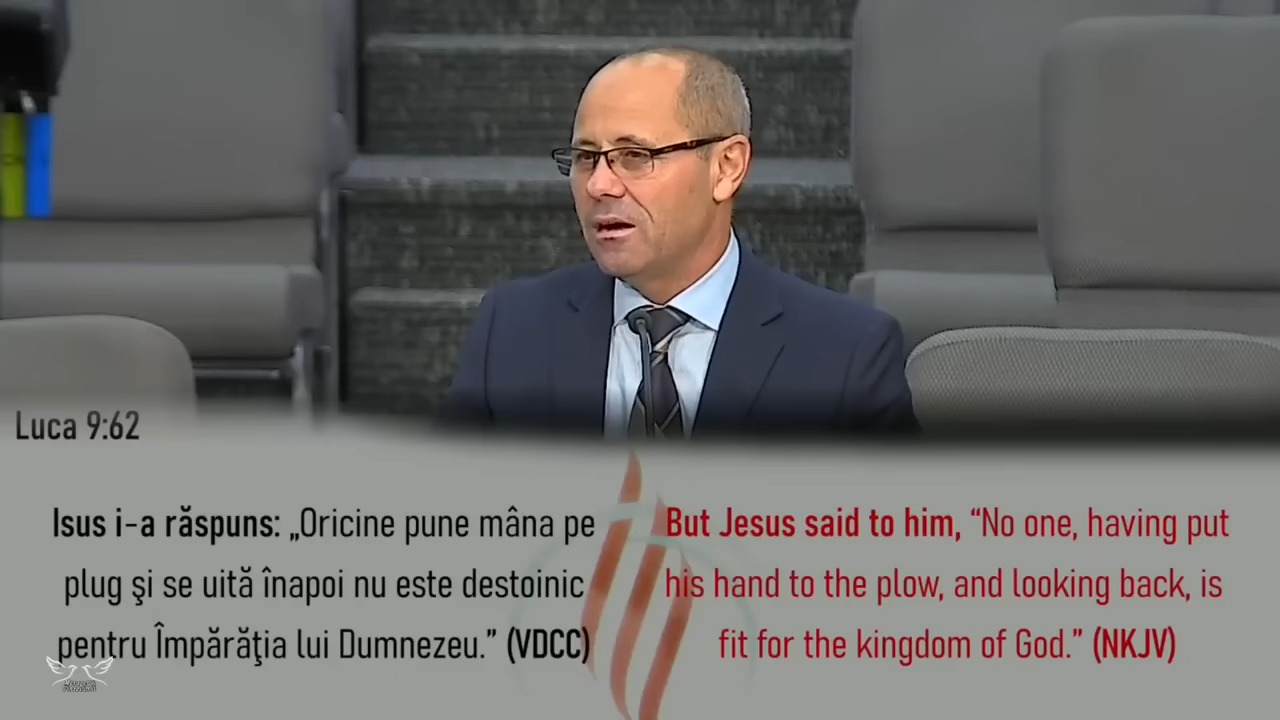 Luca 9:62
Isus i-a răspuns: „Oricine pune mâna pe
plug şi se uită înapoi nu este destoinic
pentru Împărăţia lui Dumnezeu.” (VDCC)
But Jesus said to him, “No one, having put
his hand to the plow, and looking back, is
fit for the kingdom of God.” (NKJV)